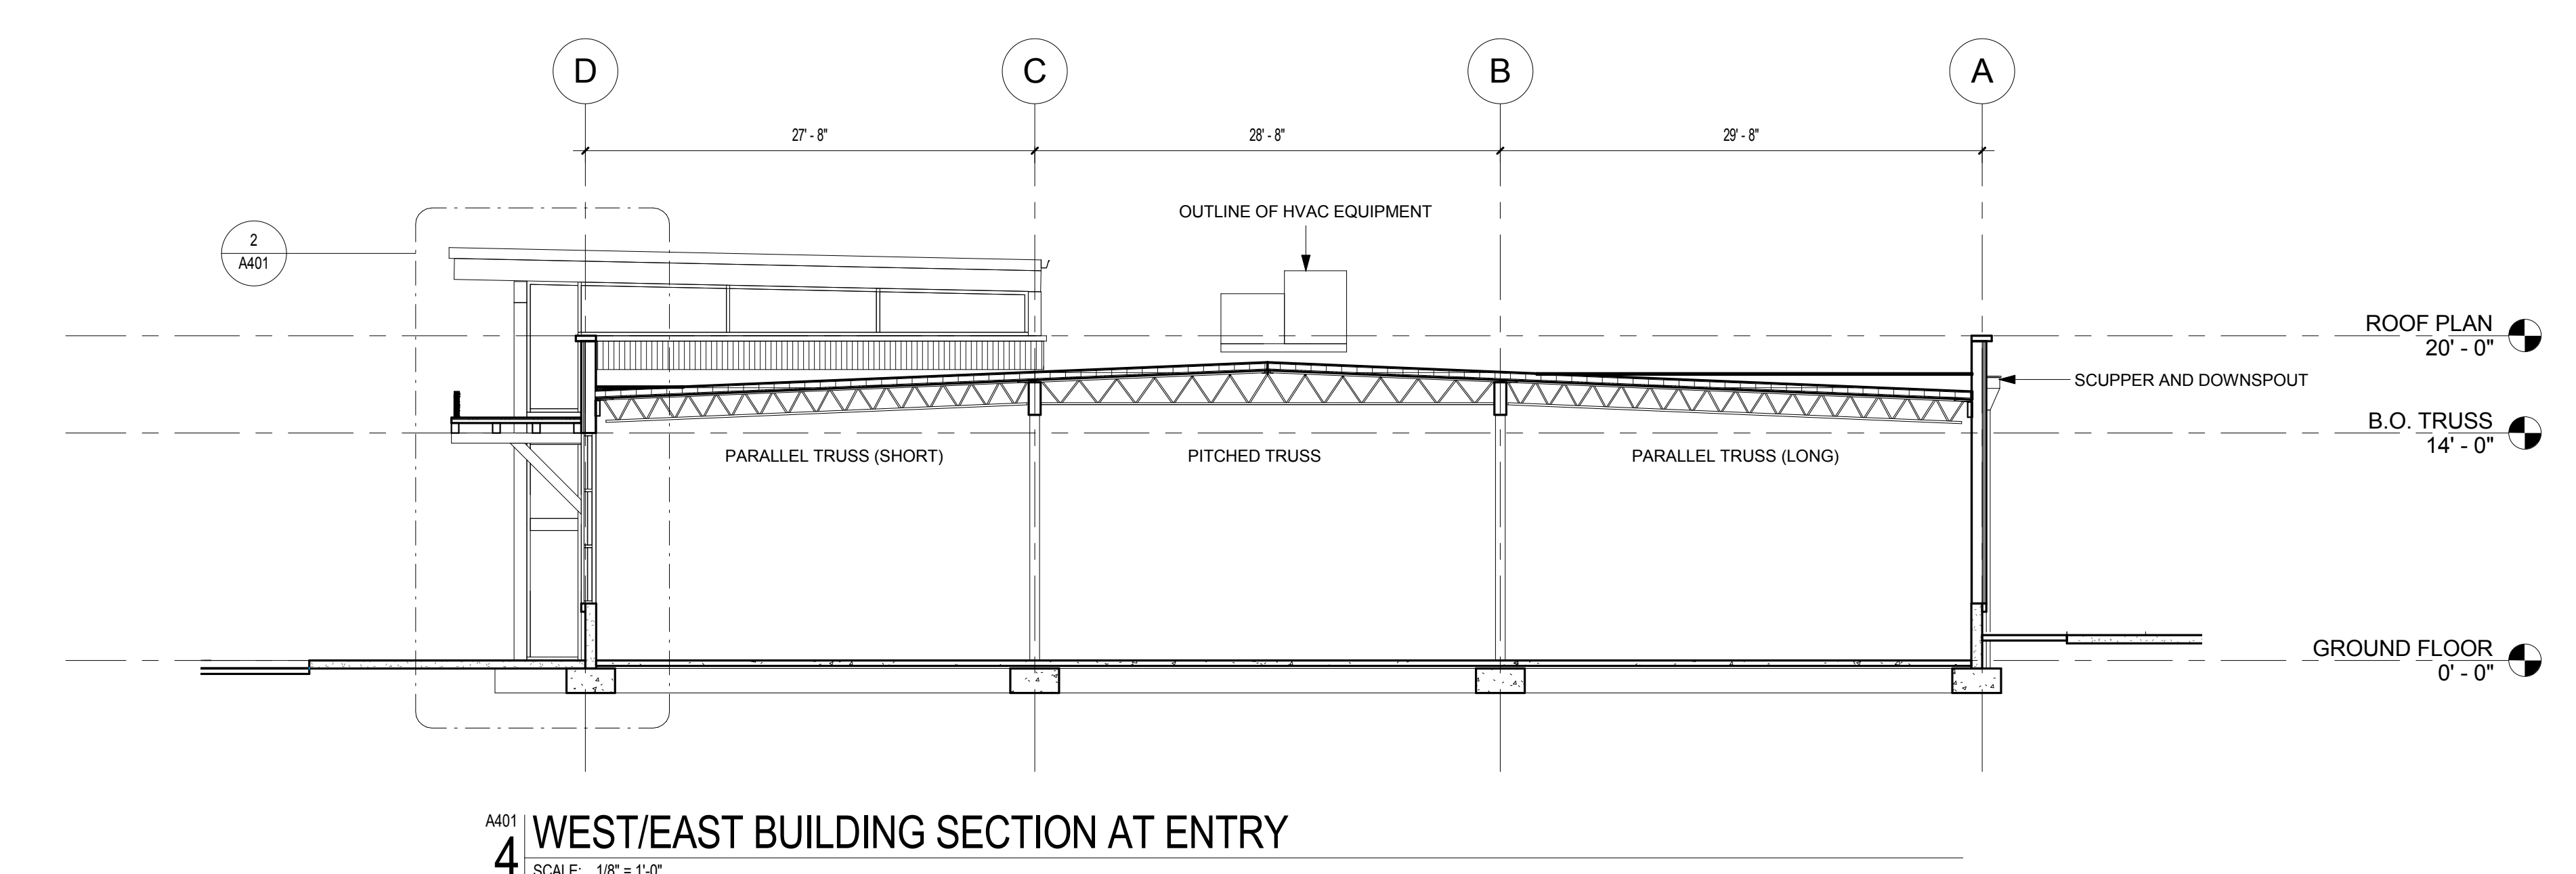 D
C
B
A
27' - 8"
28' - 8"
29' - 8"
OUTLINE OF HVAC EQUIPMENT
2
A401
ROOF PLAN
20' - 0"
SCUPPER AND DOWNSPOUT
B.O. TRUSS
14' - 0"
PARALLEL TRUSS (SHORT)
PITCHED TRUSS
PARALLEL TRUSS (LONG)
GROUND FLOOR
0' - 0"
A401
4
WEST/EAST BUILDING SECTION AT ENTRY
SCALE: 1/8" = 1'-0"